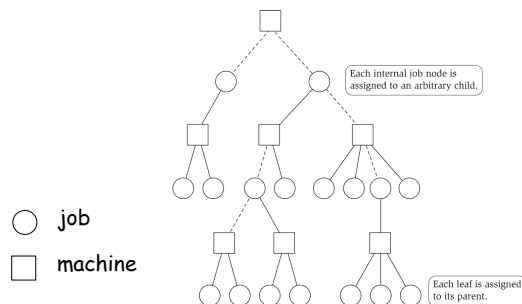 Each internal job node is
assigned to an arbitrary child.
job
machine
Each leaf is assigned
to its parent.